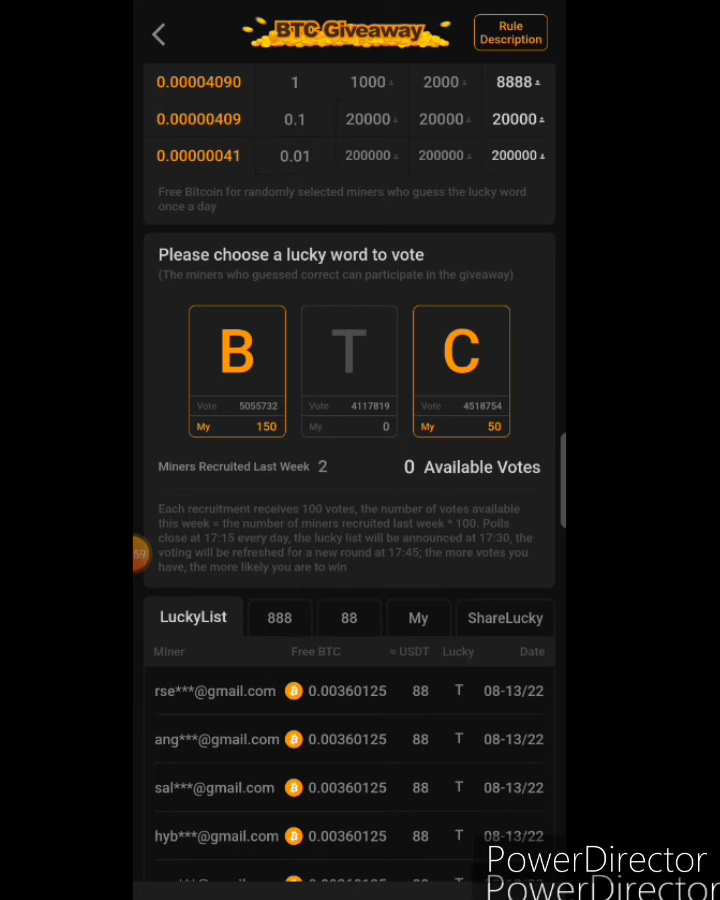 BTC Giveaway
Rule
Description
0.00004090 1 1000 2000 8888
0.00000409 0.1 20000 20000 20000
0.00000041 0.01 200000 200000 200000
Free Bitcoin for randomly selected miners who guess the lucky word
once a day
Please choose a lucky word to vote
(The miners who guessed correct can participate in the giveaway)
B T C
Vote 5055732 Vote 4117819 Vote 4518754
My 150 My 0 My 50
Miners Recruited Last Week 2 0 Available Votes
Each recruitment receives 100 votes, the number of votes available
this week = the number of miners recruited last week * 100. Polls
close at 17:15 every day, the lucky list will be announced at 17:30, the
voting will be refreshed for a new round at 17:45; the more votes you
have, the more likely you are to win
59
LuckyList 888 88 My ShareLucky
Miner Free BTC ≈ USDT Lucky Date
rse***@gmail.com 0.00360125 88 T 08-13/22
ang***@gmail.com 0.00360125 88 T 08-13/22
sal***@gmail.com 0.00360125 88 T 08-13/22
hyb***@gmail.com 0.00360125 88 T 08-13/22
PowerDirector
PowerDirector